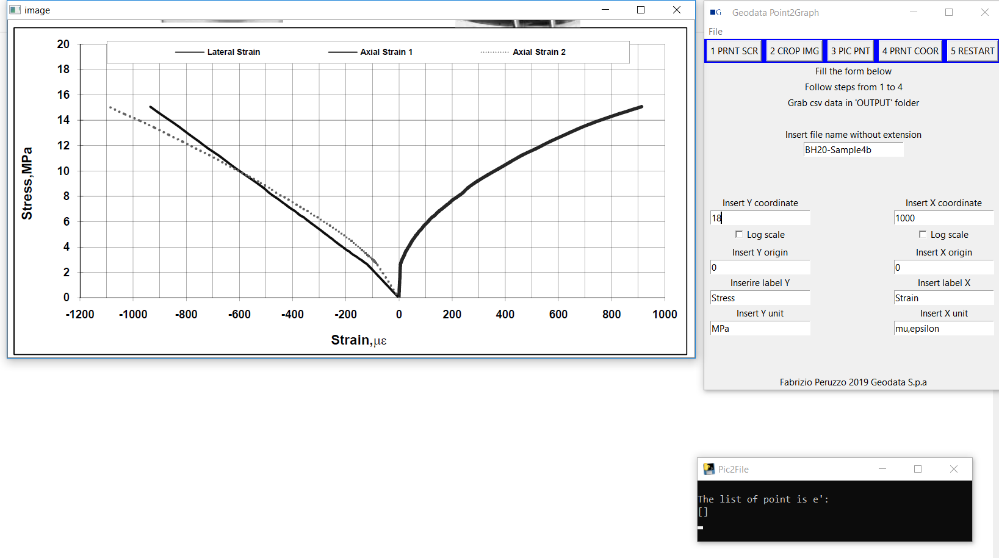 image
Lateral Strain Axial Strain 1 Axial Strain 2
20
18
16
14
12
10
8
6
4
2
0
Stress,MPa
-1200 -1000 -800 -600 -400 -200 0 200 400 600 800 1000
Strain,με
G Geodata Point2Graph
File
1 PRNT SCR 2 CROP IMG 3 PIC PNT 4 PRNT COOR 5 RESTART
Fill the form below
Follow steps from 1 to 4
Grab csv data in 'OUTPUT' folder
Insert file name without extension
BH20-Sample4b
Insert Y coordinate Insert X coordinate
18 1000
Log scale Log scale
Insert Y origin Insert X origin
0 0
Inserire label Y Insert label X
Stress Strain
Insert Y unit Insert X unit
MPa mu,epsilon
Fabrizio Peruzzo 2019 Geodata S.p.a
Pic2File
The list of point is e':
[]